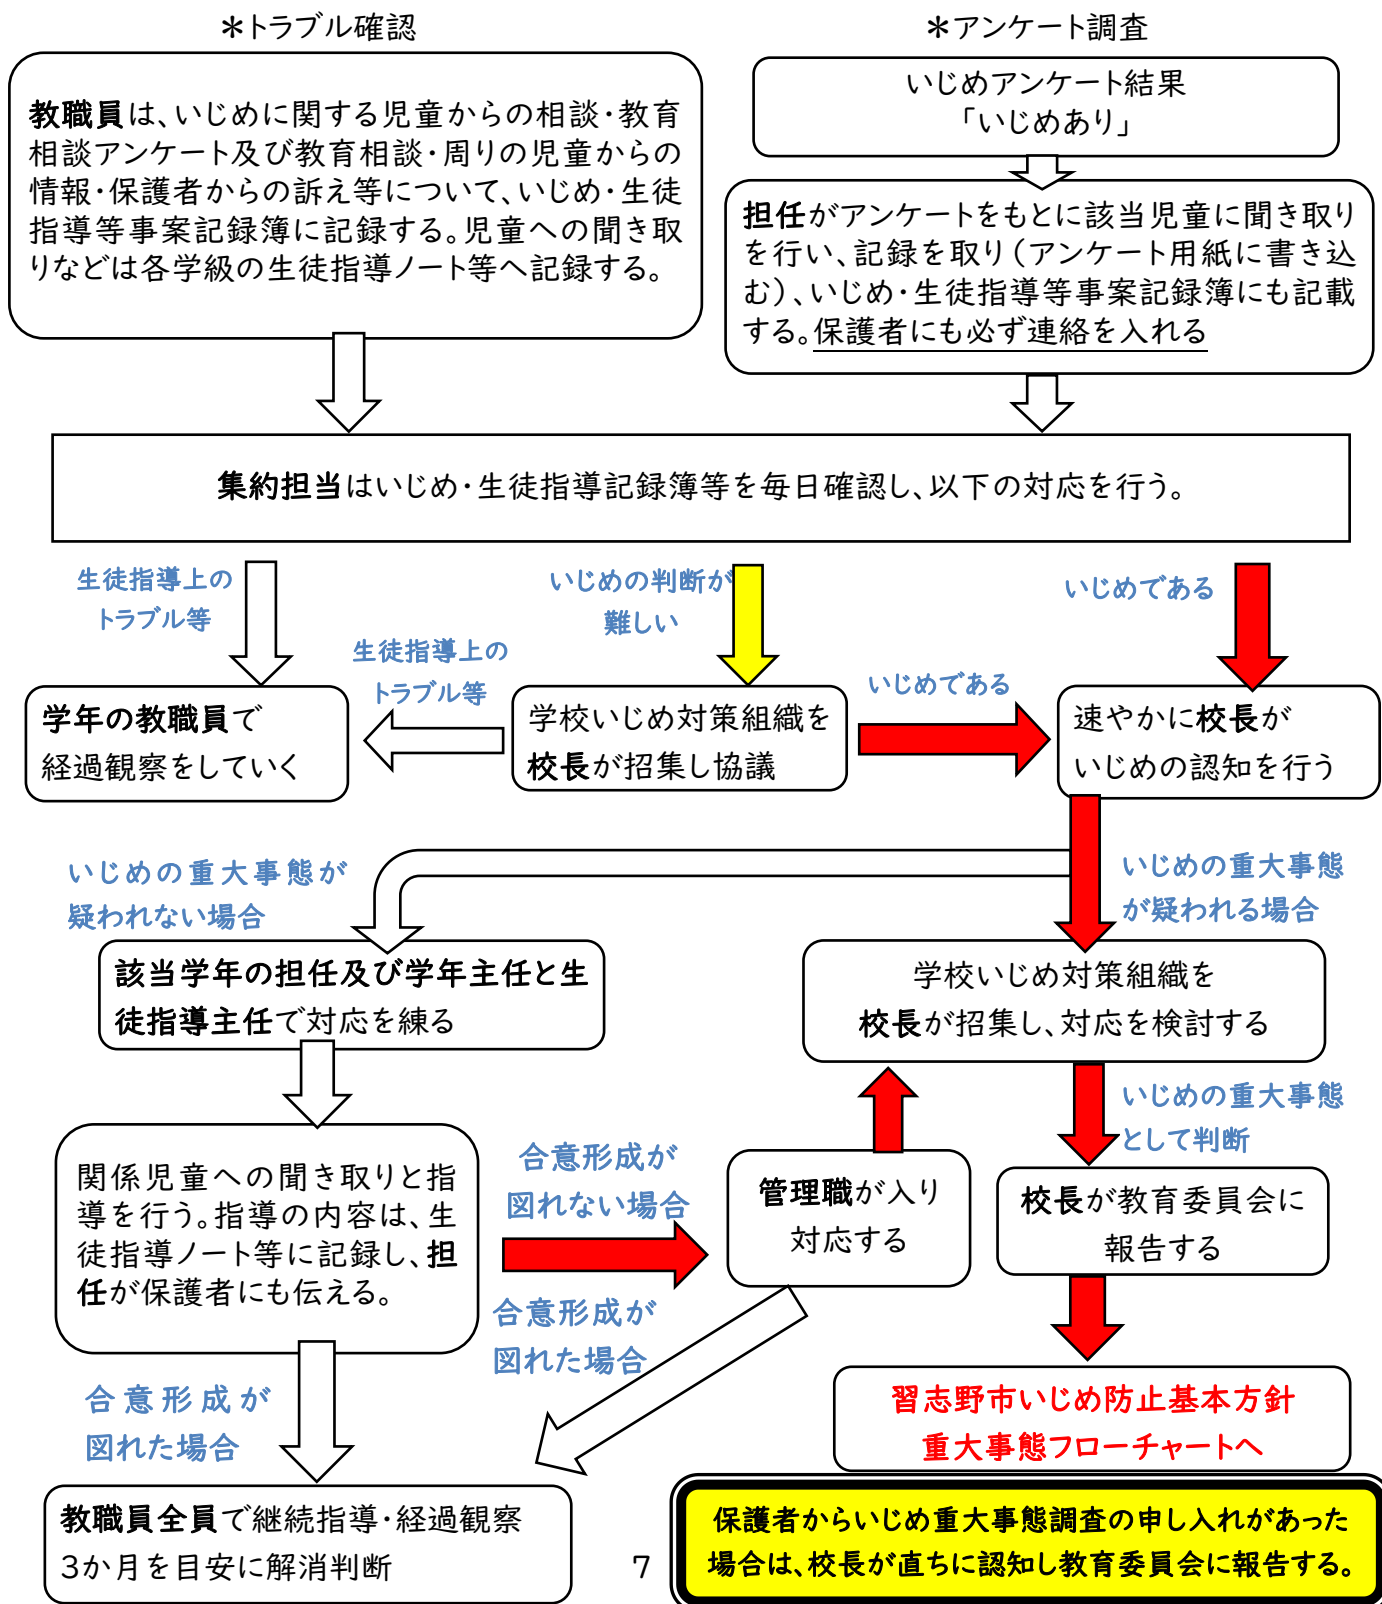 ＊トラブル確認
教職員は、いじめに関する児童からの相談・教育
相談アンケート及び教育相談・周りの児童からの
情報・保護者からの訴え等について、いじめ・生徒
指導等事案記録簿に記録する。児童への聞き取
りなどは各学級の生徒指導ノート等へ記録する。
＊アンケート調査
いじめアンケート結果
「いじめあり」
担任がアンケートをもとに該当児童に聞き取り
を行い、記録を取り（アンケート用紙に書き込
む）、いじめ・生徒指導等事案記録簿にも記載
する。保護者にも必ず連絡を入れる
集約担当はいじめ・生徒指導記録簿等を毎日確認し、以下の対応を行う。
生徒指導上の
トラブル等
いじめの判断が
難しい
いじめである
生徒指導上の
トラブル等
いじめである
学年の教職員で
経過観察をしていく
学校いじめ対策組織を
校長が招集し協議
速やかに校長が
いじめの認知を行う
いじめの重大事態が
疑われない場合
いじめの重大事態
が疑われる場合
該当学年の担任及び学年主任と生
徒指導主任で対応を練る
学校いじめ対策組織を
校長が招集し、対応を検討する
いじめの重大事態
として判断
関係児童への聞き取りと指
導を行う。指導の内容は、生
徒指導ノート等に記録し、担
任が保護者にも伝える。
合意形成が
図れない場合
管理職が入り
対応する
校長が教育委員会に
報告する
合意形成が
図れた場合
合意形成が
図れた場合
習志野市いじめ防止基本方針
重大事態フローチャートへ
教職員全員で継続指導・経過観察
３か月を目安に解消判断
7
保護者からいじめ重大事態調査の申し入れがあった
場合は、校長が直ちに認知し教育委員会に報告する。